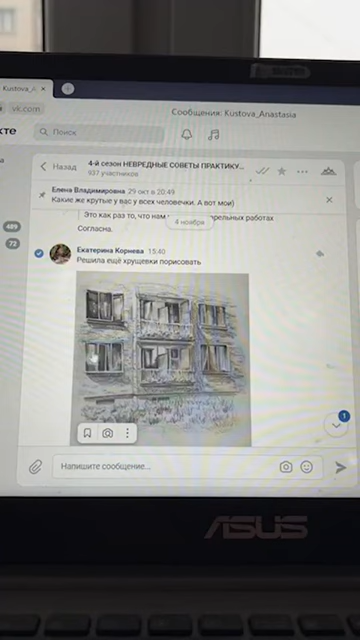 Kustova_A
vk.com
Сообщения: Kustova_Anastasia
кте
Поиск
Назад
4-й сезон НЕВРЕДНЫЕ СОВЕТЫ ПРАКТИКУ...
937 участников
Елена Владимировна 29 окт в 20:49
Какие же крутые у вас у всех человечки. А вот мои)
Это как раз то, что нам
работах
4 ноября
Согласна.
489
72
Екатерина Корнева 15:40
Решила ещё хрущевки порисовать
1
Напишите сообщение...
ASUS